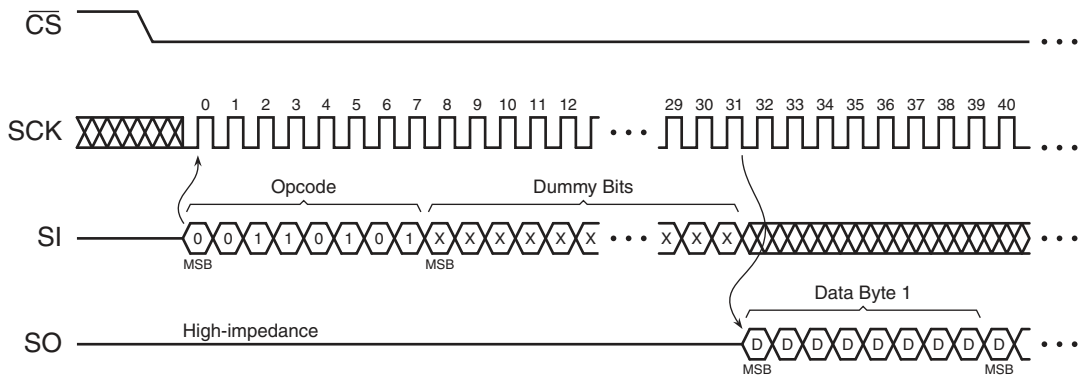 CS
SCK
0 1 2 3 4 5 6 7 8 9 10 11 12 29 30 31 32 33 34 35 36 37 38 39 40
Opcode Dummy Bits
SI
0 0 1 1 0 1 0 1 X X X X X X X X X
MSB MSB
Data Byte 1
High-impedance
SO
D D D D D D D D D
MSB MSB